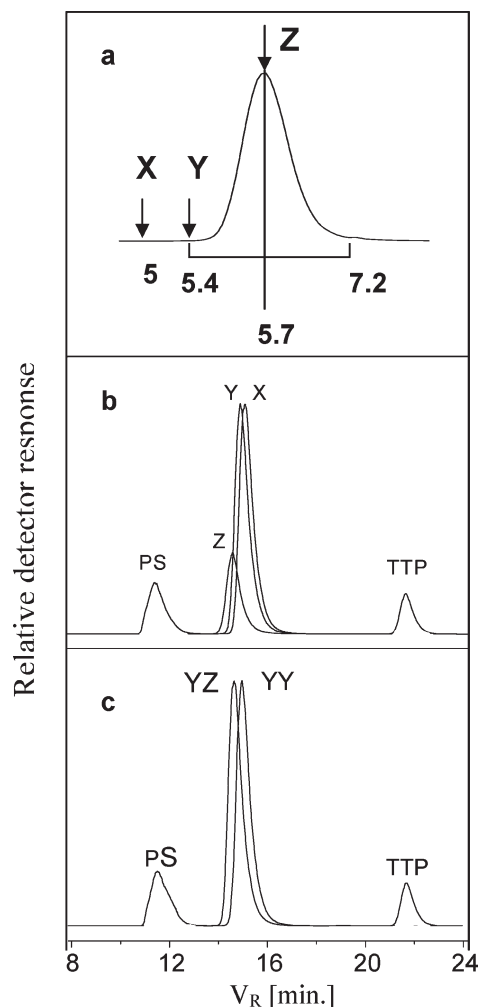 a
Z
X Y
5 5.4 7.2
5.7
b
Y X
Z
PS TTP
c
YZ YY
PS TTP
8 12 16 20 24
V_R [min.]
Relative detector response